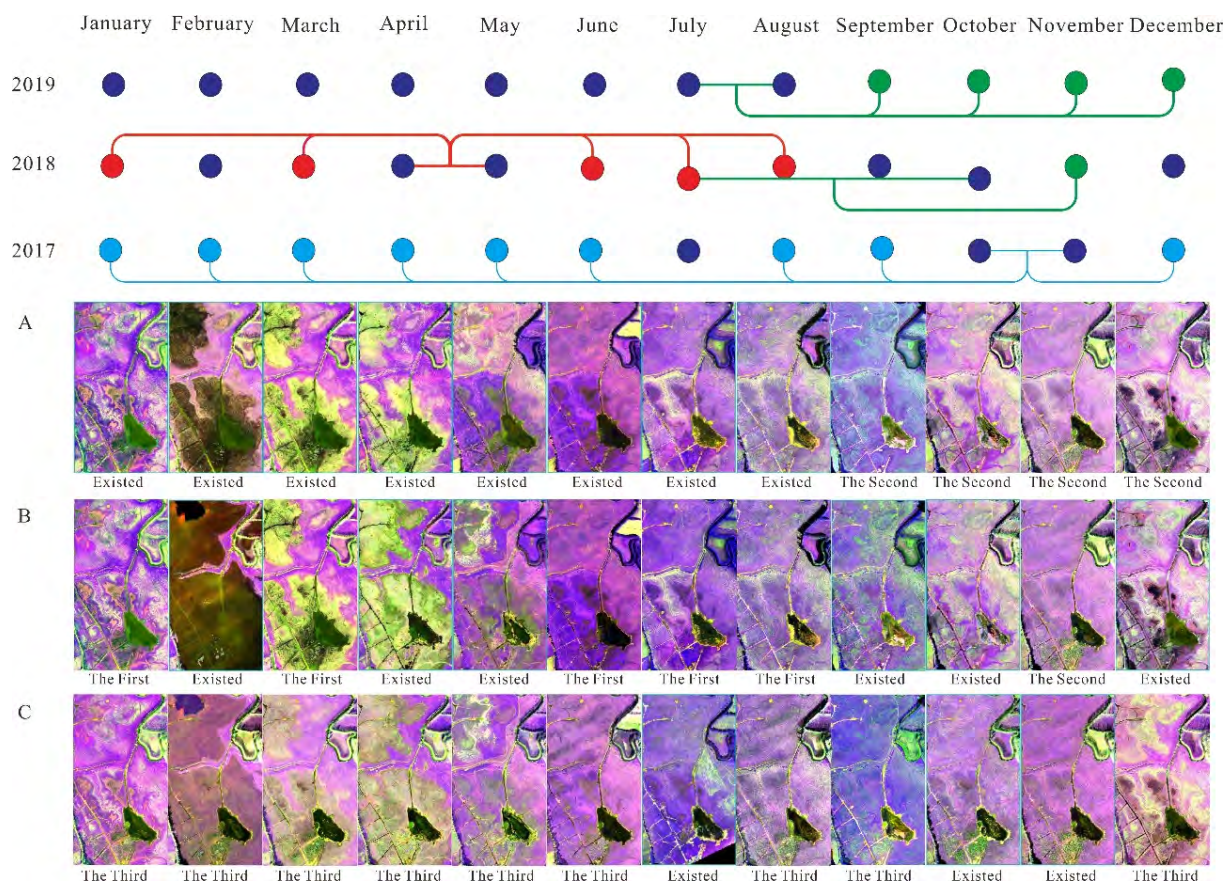 January February March April May June July August September October November December
2019
2018
2017
A
Existed Existed Existed Existed Existed Existed Existed Existed The Second The Second The Second The Second
B
The First Existed The First Existed Existed The First The First The First Existed Existed The Second Existed
C
The Third The Third The Third The Third The Third The Third Existed The Third The Third Existed Existed The Third